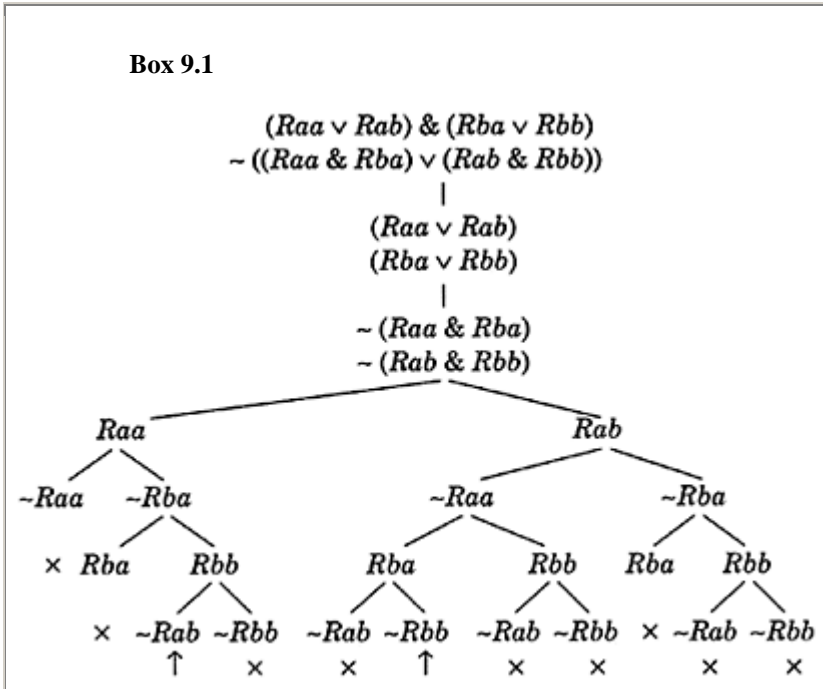 Box 9.1
(Raa ∨ Rab) & (Rba ∨ Rbb)
~ ((Raa & Rba) ∨ (Rab & Rbb))
(Raa ∨ Rab)
(Rba ∨ Rbb)
~ (Raa & Rba)
~ (Rab & Rbb)
Raa Rab
~Raa ~Rba ~Raa ~Rba
× Rba Rbb Rba Rbb Rba Rbb
× ~Rab ~Rbb ~Rab ~Rbb ~Rab ~Rbb × ~Rab ~Rbb
↑ × × ↑ × × × ×